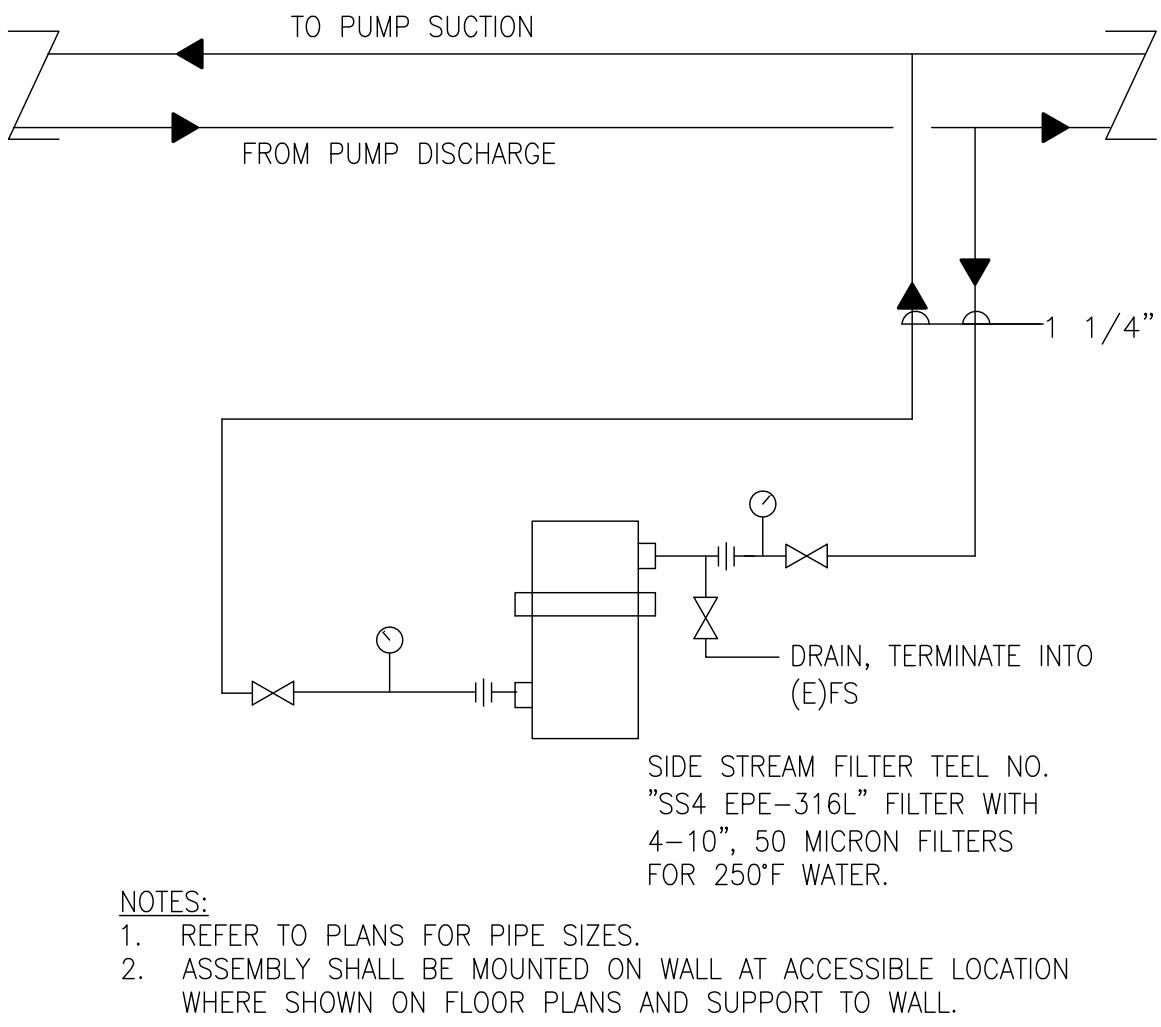 TO PUMP SUCTION
FROM PUMP DISCHARGE
1 1/4"
DRAIN, TERMINATE INTO
(E)FS
SIDE STREAM FILTER TEEL NO.
"SS4 EPE-316L" FILTER WITH
4-10", 50 MICRON FILTERS
FOR 250°F WATER.
NOTES:
1. REFER TO PLANS FOR PIPE SIZES.
2. ASSEMBLY SHALL BE MOUNTED ON WALL AT ACCESSIBLE LOCATION
WHERE SHOWN ON FLOOR PLANS AND SUPPORT TO WALL.